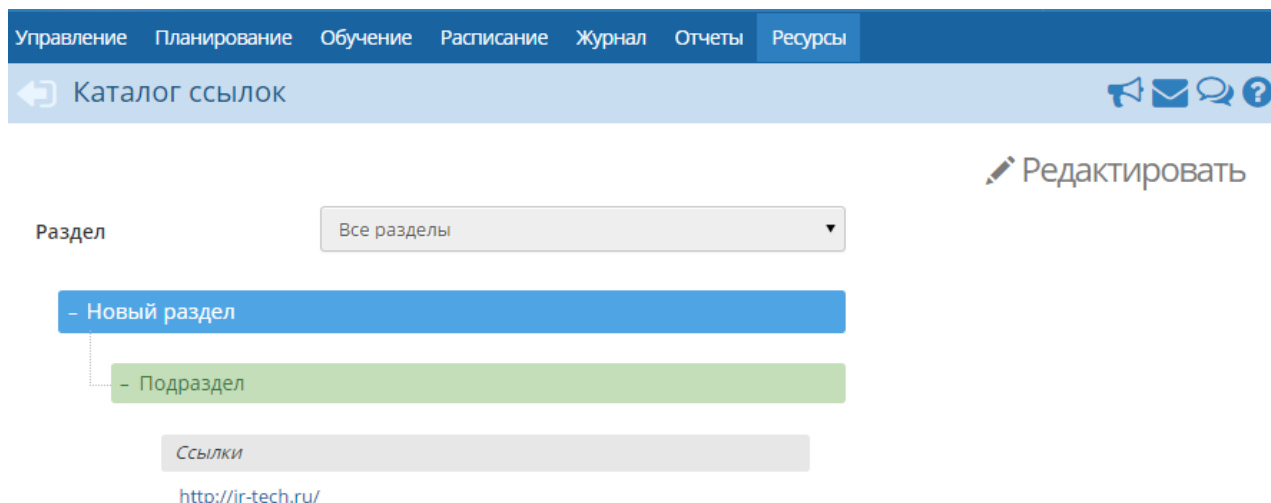 Управление Планирование Обучение Расписание Журнал Отчеты Ресурсы
Каталог ссылок
Редактировать
Раздел Все разделы
– Новый раздел
– Подраздел
Ссылки
http://ir-tech.ru/